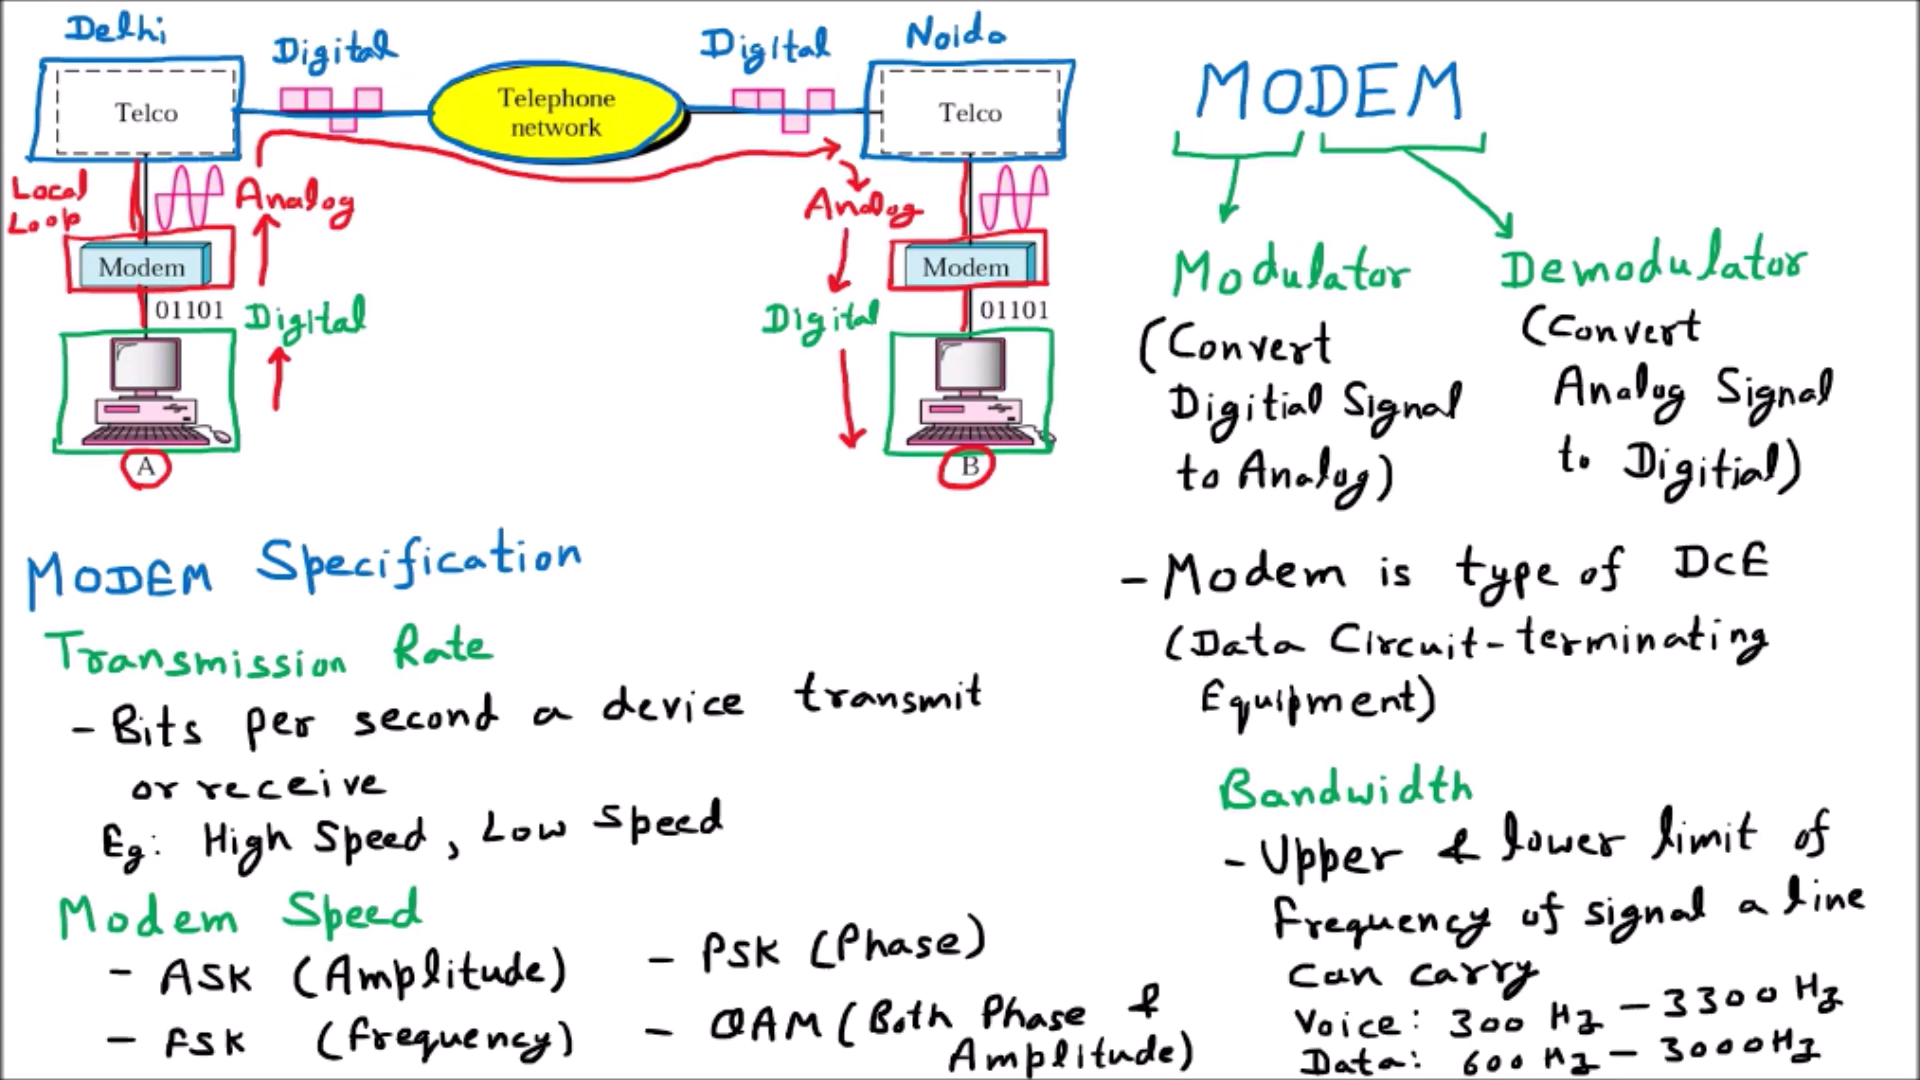 Delhi
Digital
Digital
Noida
Telco
Telephone
network
Telco
Local
Loop
Analog
Analog
Modem
Modem
01101
Digital
Digital
01101
A
B
MODEM
Modulator
(Convert
Digitial Signal
to Analog)
Demodulator
(Convert
Analog Signal
to Digitial)
- Modem is type of DCE
(Data Circuit-terminating
Equipment)
MODEM Specification
Transmission Rate
- Bits per second a device transmit
or receive
Eg: High Speed, Low Speed
Modem Speed
- ASK (Amplitude)
- FSK (Frequency)
- PSK (Phase)
- QAM (Both Phase &
Amplitude)
Bandwidth
- Upper & lower limit of
frequency of signal a line
can carry
Voice: 300 Hz - 3300 Hz
Data: 600 Hz - 3000 Hz